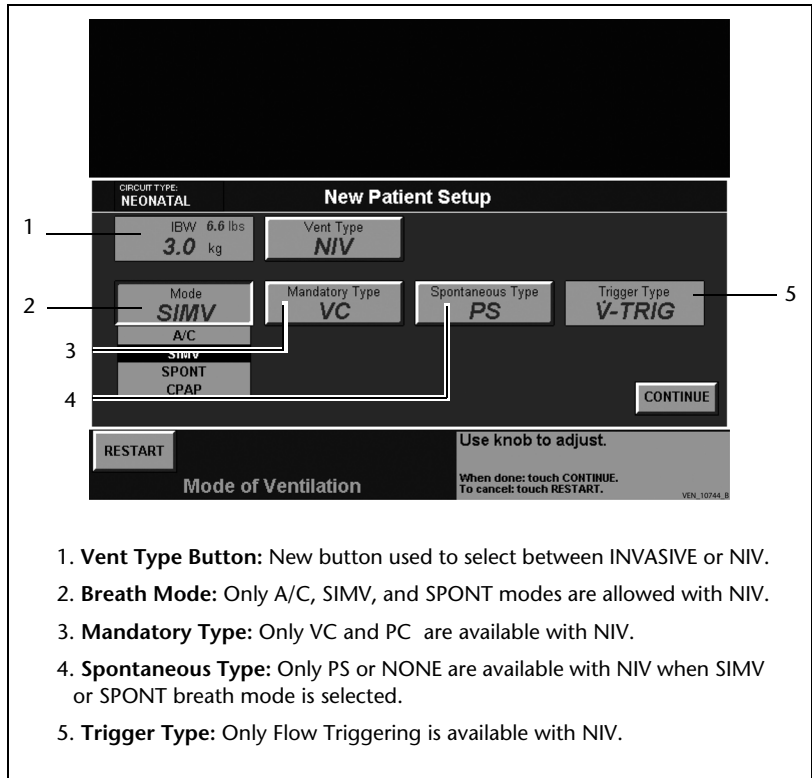 CIRCUIT TYPE:
NEONATAL
New Patient Setup
1
IBW 6.6 lbs
3.0 kg
Vent Type
NIV
2
Mode
SIMV
Mandatory Type
VC
Spontaneous Type
PS
Trigger Type
V̇-TRIG
5
A/C
3
SIMV
SPONT
4
CPAP
CONTINUE
RESTART
Mode of Ventilation
Use knob to adjust.
When done: touch CONTINUE.
To cancel: touch RESTART.
VEN_10744_B
1. Vent Type Button: New button used to select between INVASIVE or NIV.
2. Breath Mode: Only A/C, SIMV, and SPONT modes are allowed with NIV.
3. Mandatory Type: Only VC and PC are available with NIV.
4. Spontaneous Type: Only PS or NONE are available with NIV when SIMV
or SPONT breath mode is selected.
5. Trigger Type: Only Flow Triggering is available with NIV.